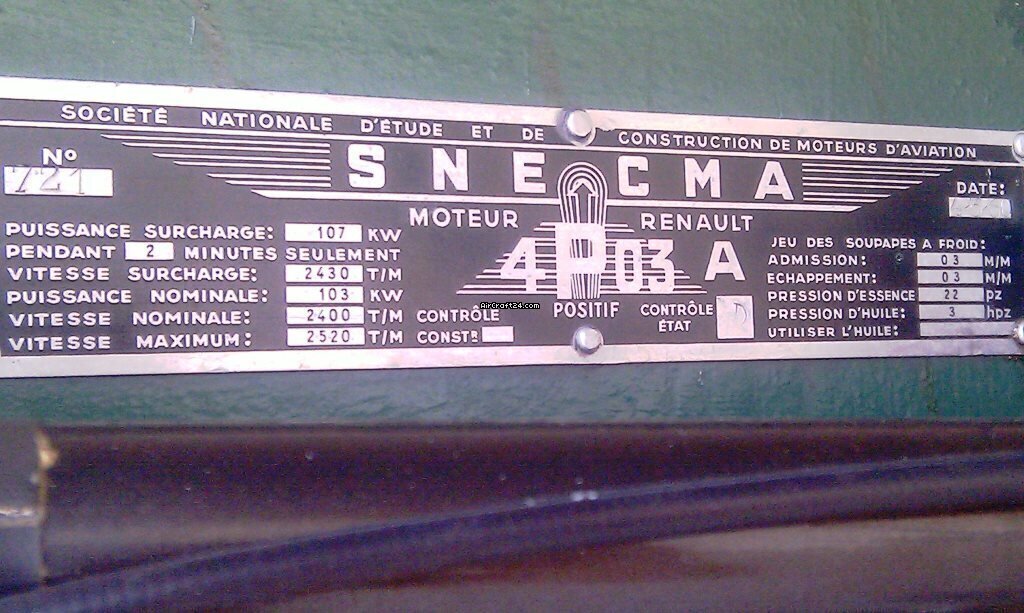 SOCIÉTÉ NATIONALE D'ÉTUDE ET DE CONSTRUCTION DE MOTEURS D'AVIATION
SNECMA
No
721
DATE:
MOTEUR RENAULT
4P03 A
POSITIF
PUISSANCE SURCHARGE: 107 KW
PENDANT 2 MINUTES SEULEMENT
VITESSE SURCHARGE: 2430 T/M
PUISSANCE NOMINALE: 103 KW
VITESSE NOMINALE: 2400 T/M
VITESSE MAXIMUM: 2520 T/M
CONTRÔLE
CONSTR
CONTRÔLE
ÉTAT D
JEU DES SOUPAPES A FROID:
ADMISSION: 03 M/M
ECHAPPEMENT: 03 M/M
PRESSION D'ESSENCE 22 pz
PRESSION D'HUILE: 3 hpz
UTILISER L'HUILE:
AirCraft24.com